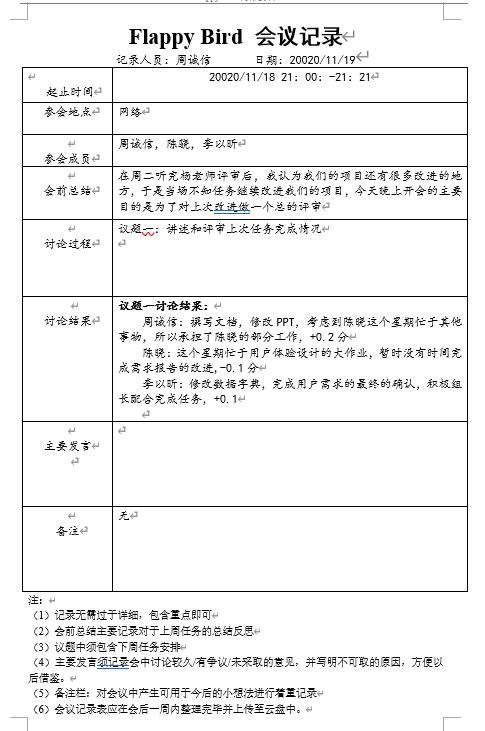 Flappy Bird 会议记录
记录人员：周诚信 日期：20020/11/19
起止时间
20020/11/18 21：00：-21：21
参会地点
网络
参会成员
周诚信，陈晓，李以昕
会前总结
在周二听完杨老师评审后，我认为我们的项目还有很多改进的地
方，于是当场不知任务继续改进我们的项目，今天晚上开会的主要
目的是为了对上次改进做一个总的评审
讨论过程
议题一：讲述和评审上次任务完成情况
讨论结果
议题一讨论结果：
周诚信：撰写文档，修改PPT，考虑到陈晓这个星期忙于其他
事物，所以承担了陈晓的部分工作，+0.2分
陈晓：这个星期忙于用户体验设计的大作业，暂时没有时间完
成需求报告的改进,-0.1分
李以昕：修改数据字典，完成用户需求的最终的确认，积极组
长配合完成任务，+0.1
主要发言
备注
无
注：
（1）记录无需过于详细，包含重点即可
（2）会前总结主要记录对于上周任务的总结反思
（3）议题中须包含下周任务安排
（4）主要发言须记录会中讨论较久/有争议/未采取的意见，并写明不可取的原因，方便以
后借鉴。
（5）备注栏：对会议中产生可用于今后的小想法进行着重记录
（6）会议记录表应在会后一周内整理完毕并上传至云盘中。